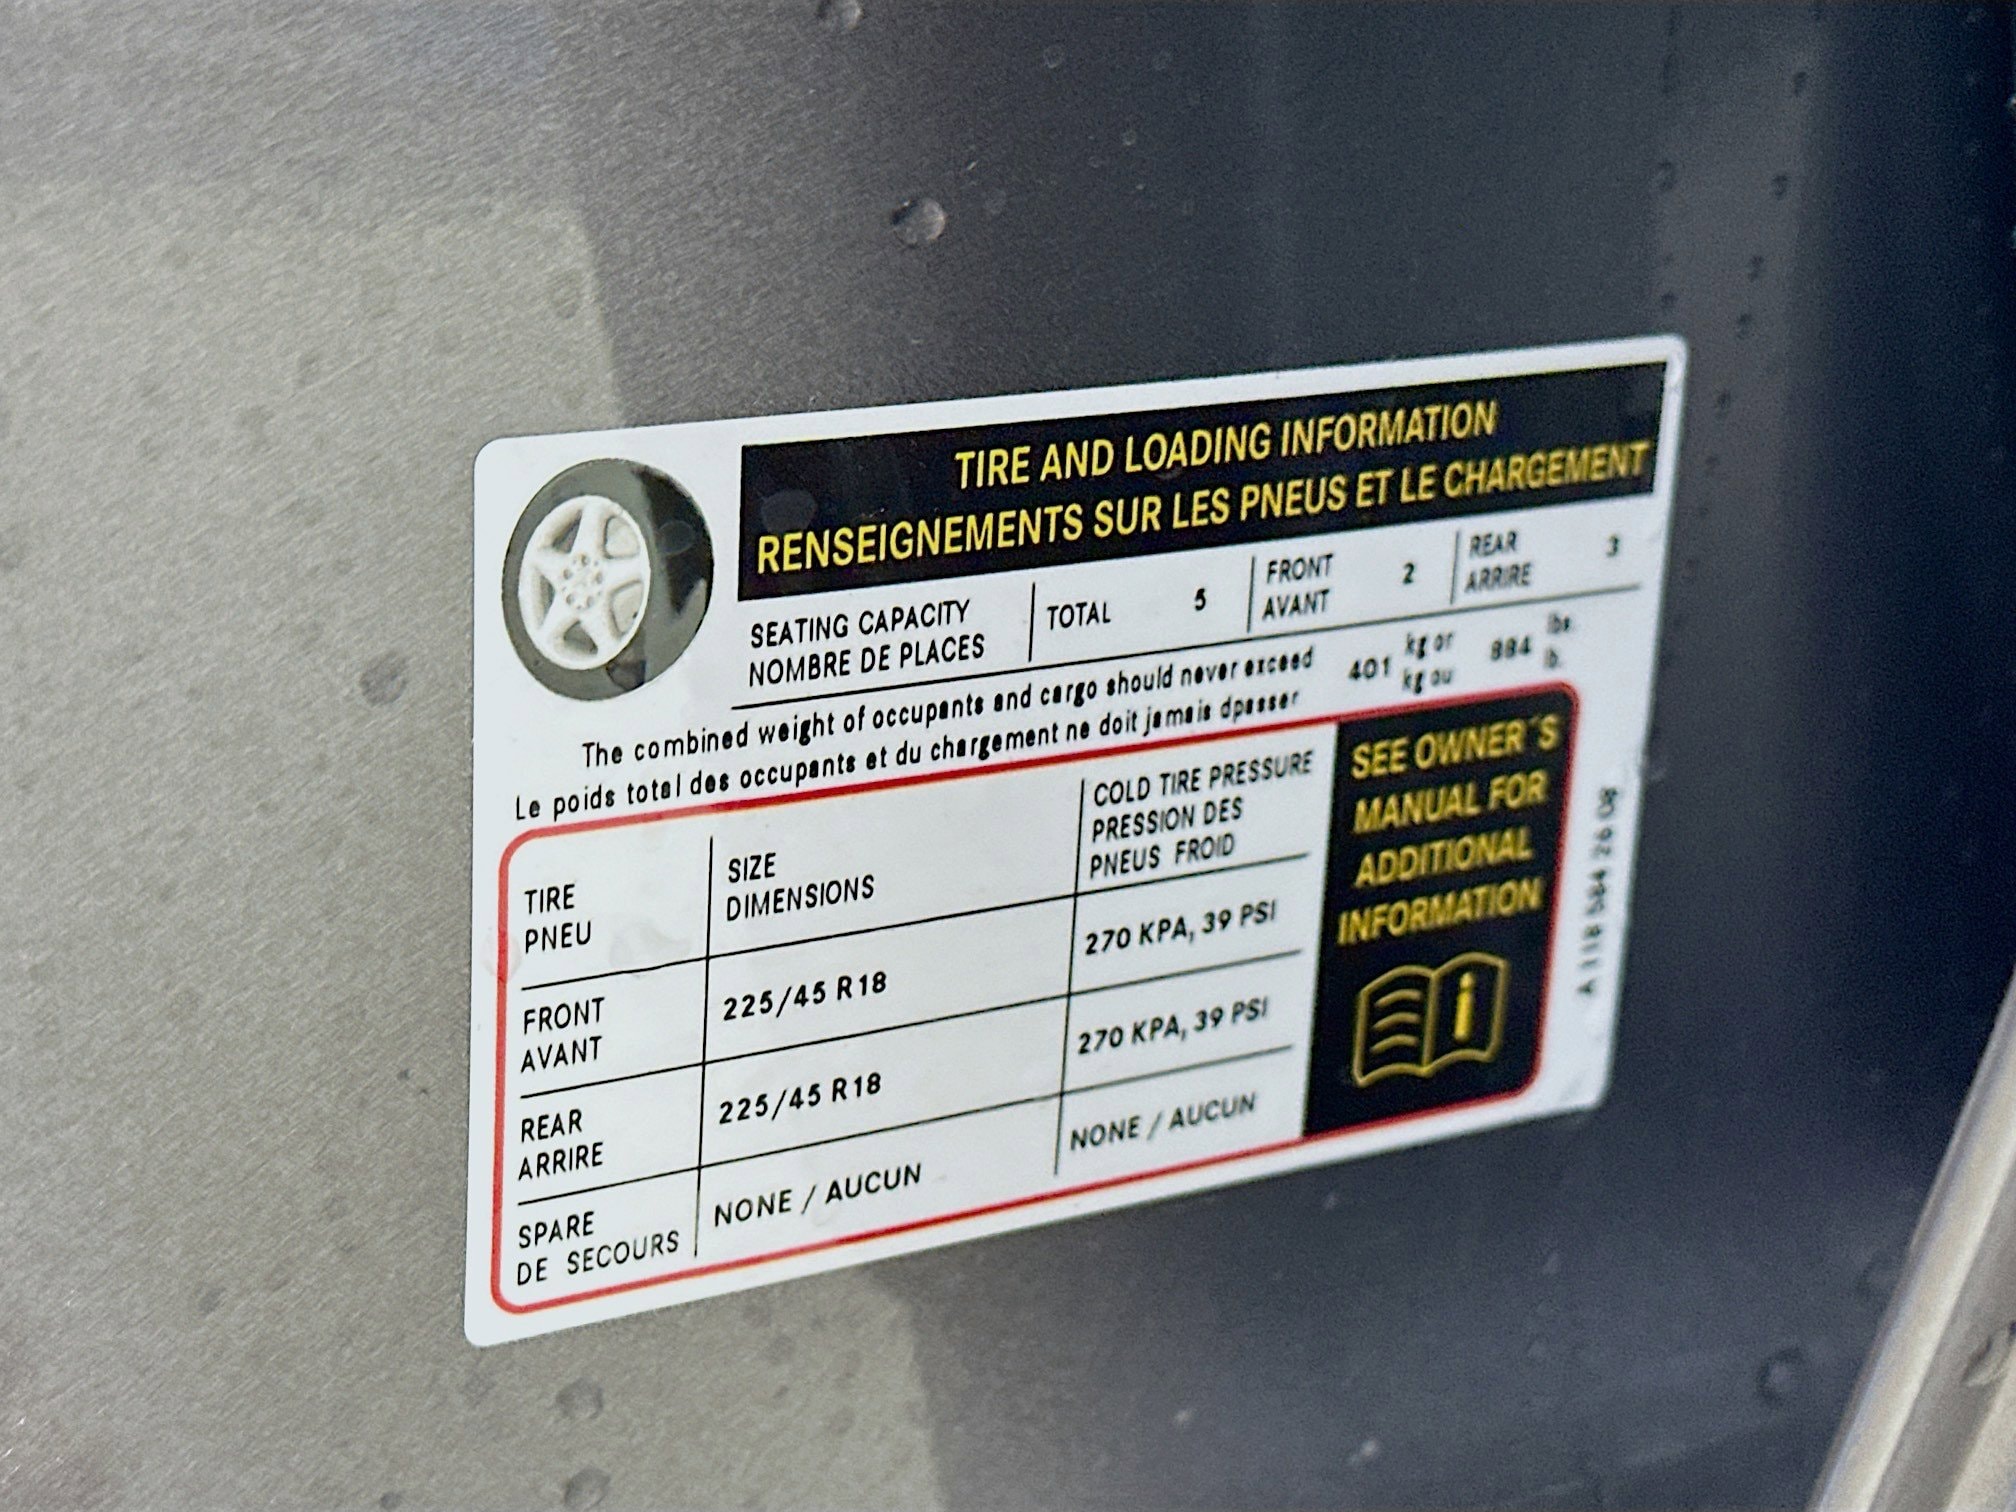 TIRE AND LOADING INFORMATION
RENSEIGNEMENTS SUR LES PNEUS ET LE CHARGEMENT
SEATING CAPACITY
NOMBRE DE PLACES
TOTAL 5
FRONT
AVANT
2
REAR
ARRIRE
3
The combined weight of occupants and cargo should never exceed
Le poids total des occupants et du chargement ne doit jamais dpasser
401
kg or
kg ou
884
lbs.
lb.
TIRE
PNEU
SIZE
DIMENSIONS
COLD TIRE PRESSURE
PRESSION DES
PNEUS FROID
FRONT
AVANT
225/45 R18
270 KPA, 39 PSI
REAR
ARRIRE
225/45 R18
270 KPA, 39 PSI
SPARE
DE SECOURS
NONE / AUCUN
NONE / AUCUN
SEE OWNER´S
MANUAL FOR
ADDITIONAL
INFORMATION
i
A 118 584 26 08